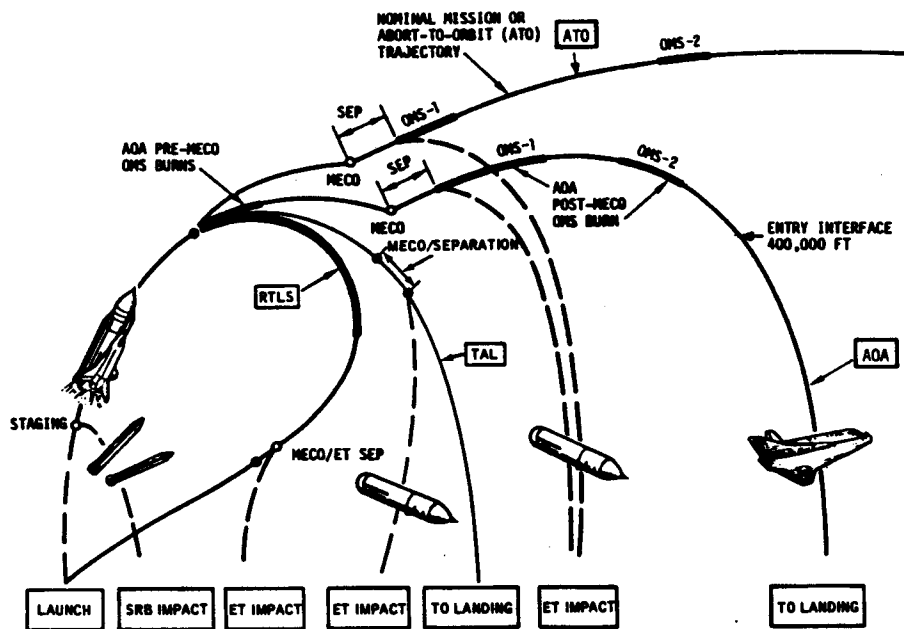 NOMINAL MISSION OR
ABORT-TO-ORBIT (ATO)
TRAJECTORY
ATO
OMS-2
SEP
OMS-1
AOA PRE-MECO
OMS BURNS
MECO
SEP
OMS-1
OMS-2
MECO
AOA
POST-MECO
OMS BURN
ENTRY INTERFACE
400,000 FT
MECO/SEPARATION
RTLS
TAL
AOA
STAGING
MECO/ET SEP
LAUNCH
SRB IMPACT
ET IMPACT
ET IMPACT
TO LANDING
ET IMPACT
TO LANDING